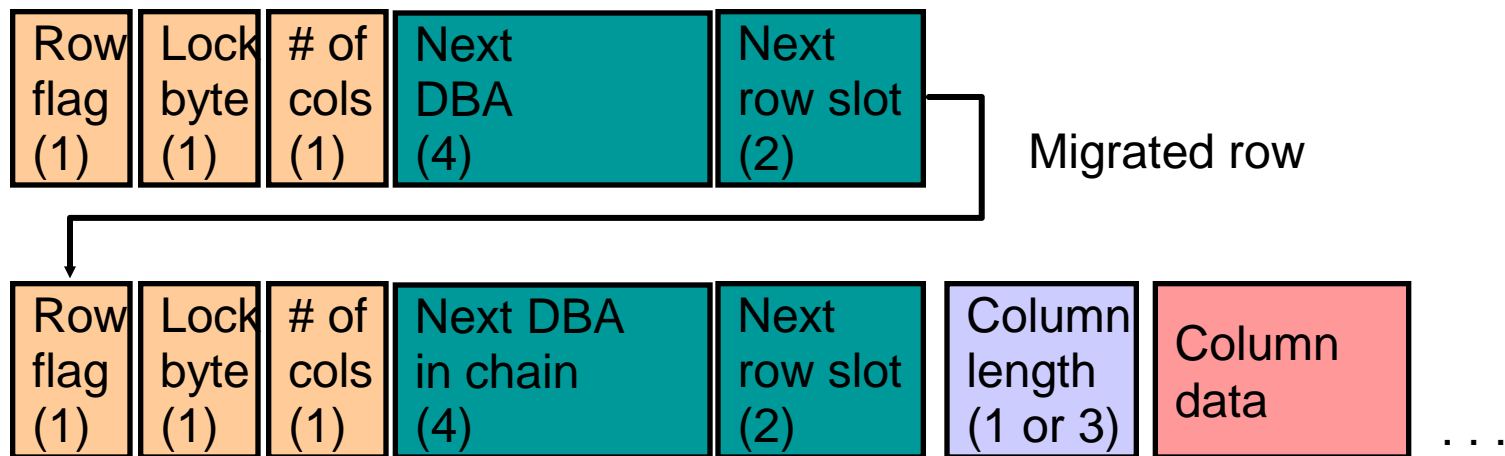 Row
flag
(1)
Lock
byte
(1)
# of
cols
(1)
Next
DBA
(4)
Next
row slot
(2)
Migrated row
Row
flag
(1)
Lock
byte
(1)
# of
cols
(1)
Next DBA
in chain
(4)
Next
row slot
(2)
Column
length
(1 or 3)
Column
data
. . .